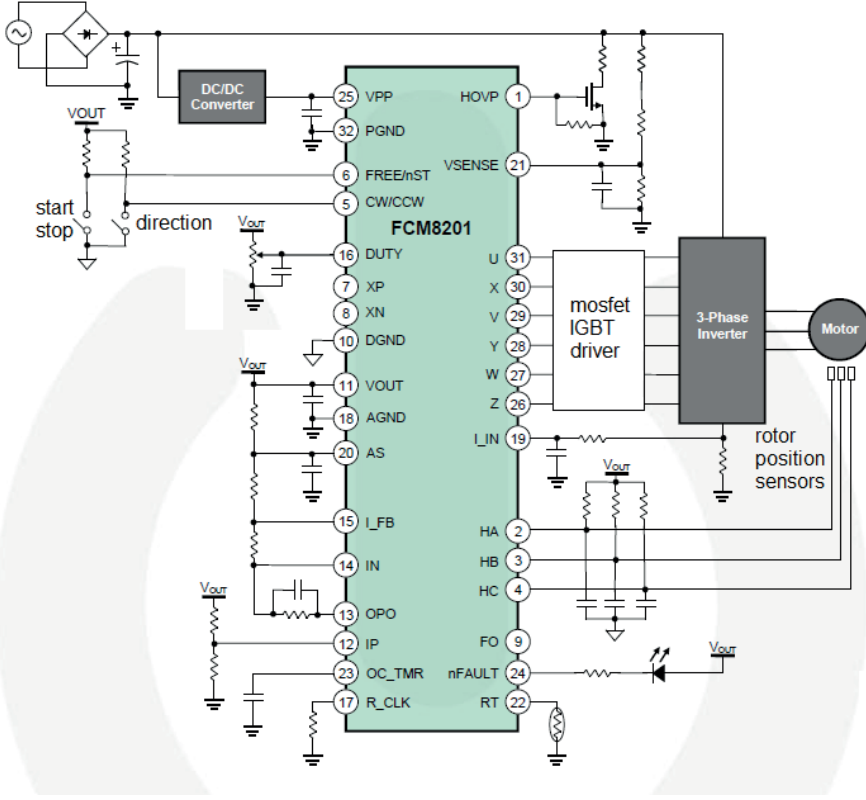 DC/DC
Converter
VOUT
start
stop
direction
VOUT
VOUT
VOUT
FCM8201
25 VPP
32 PGND
6 FREE/nST
5 CW/CCW
16 DUTY
7 XP
8 XN
10 DGND
11 VOUT
18 AGND
20 AS
15 I_FB
14 IN
13 OPO
12 IP
23 OC_TMR
17 R_CLK
HOVP 1
VSENSE 21
U 31
X 30
V 29
Y 28
W 27
Z 26
I_IN 19
HA 2
HB 3
HC 4
FO 9
nFAULT 24
RT 22
mosfet
IGBT
driver
3-Phase
Inverter
Motor
rotor
position
sensors
VOUT
VOUT